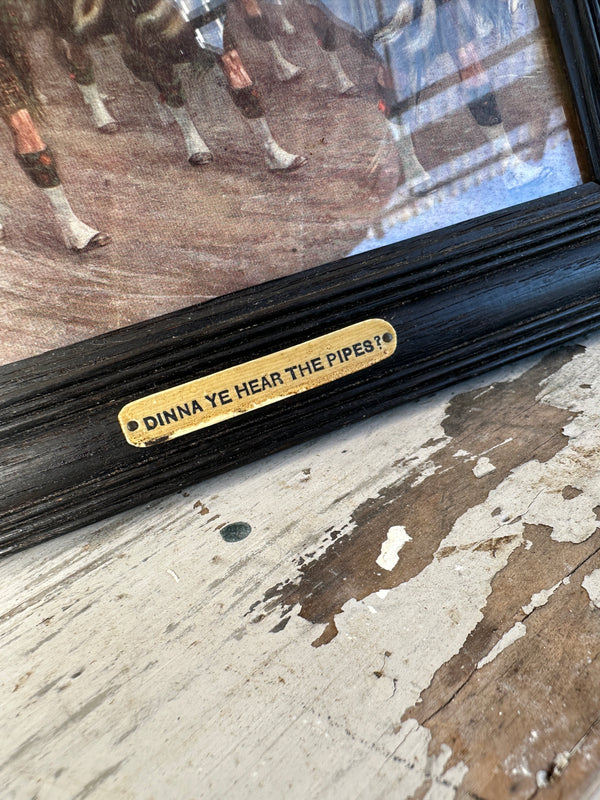 DINNA YE HEAR THE PIPES?